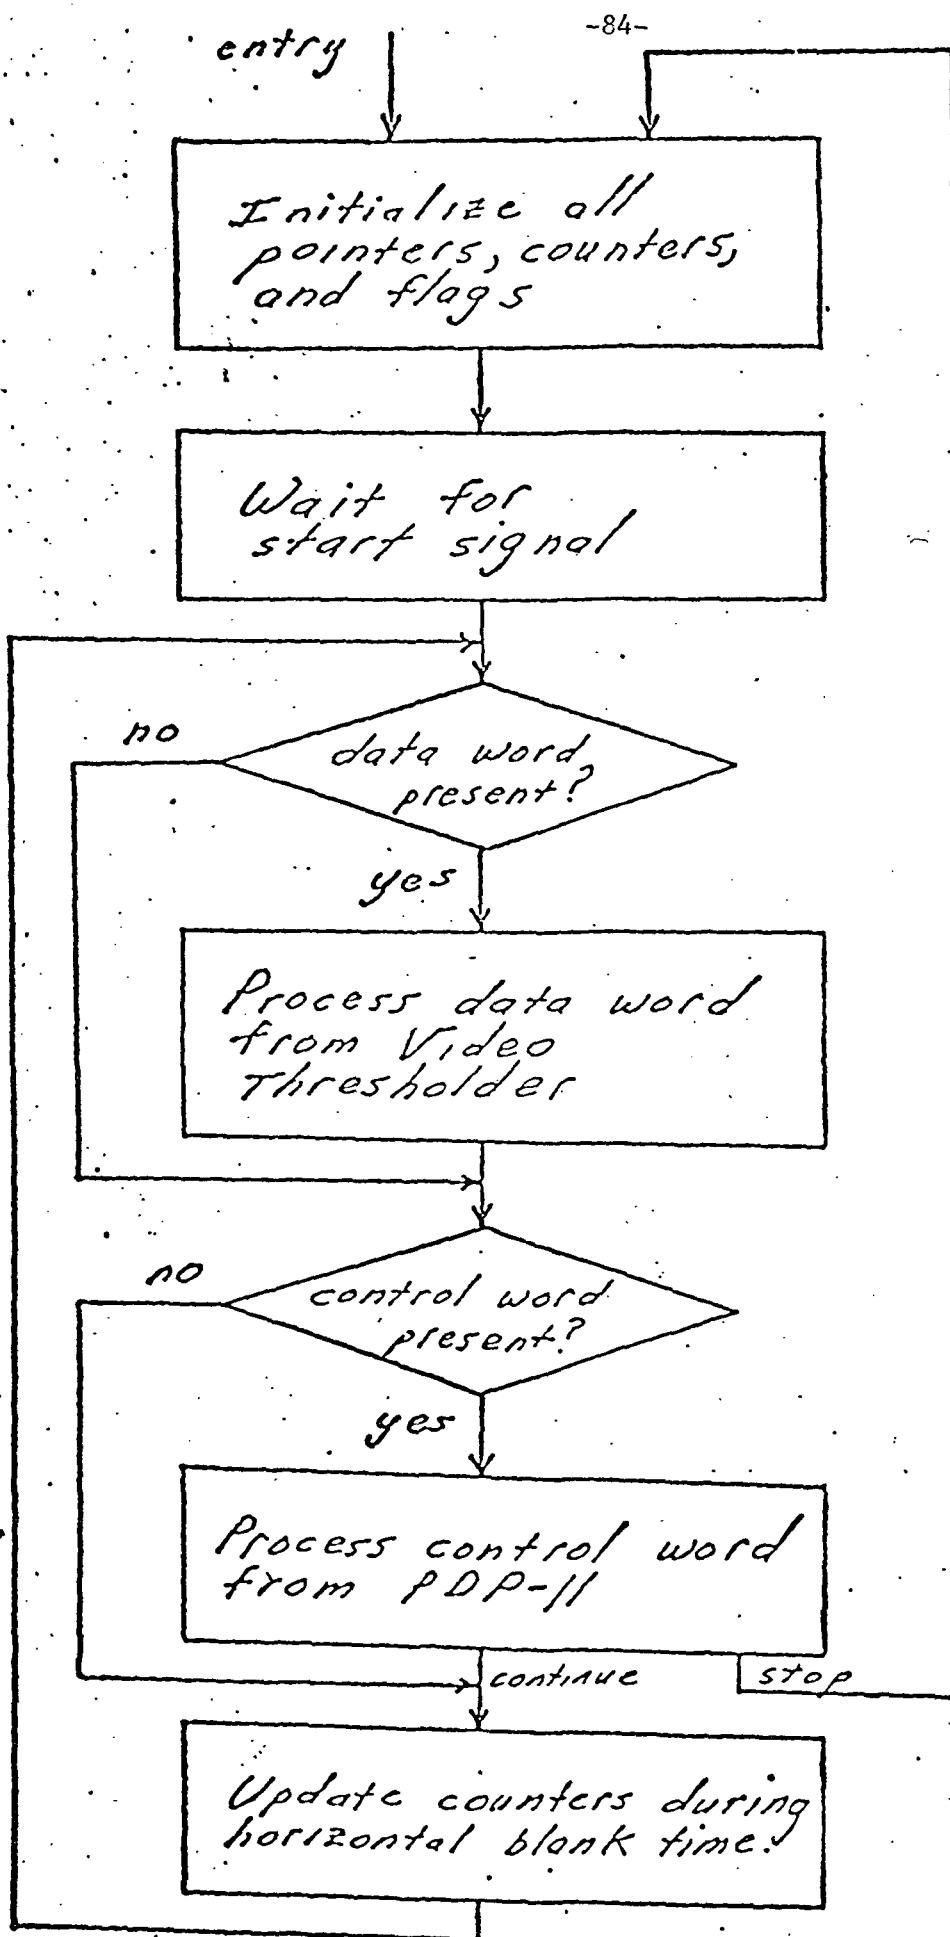 -84-
entry
Initialize all
pointers, counters,
and flags
Wait for
start signal
no
data word
present?
yes
Process data word
from Video
Thresholder
no
control word
present?
yes
Process control word
from PDP-11
continue
stop
Update counters during
horizontal blank time.